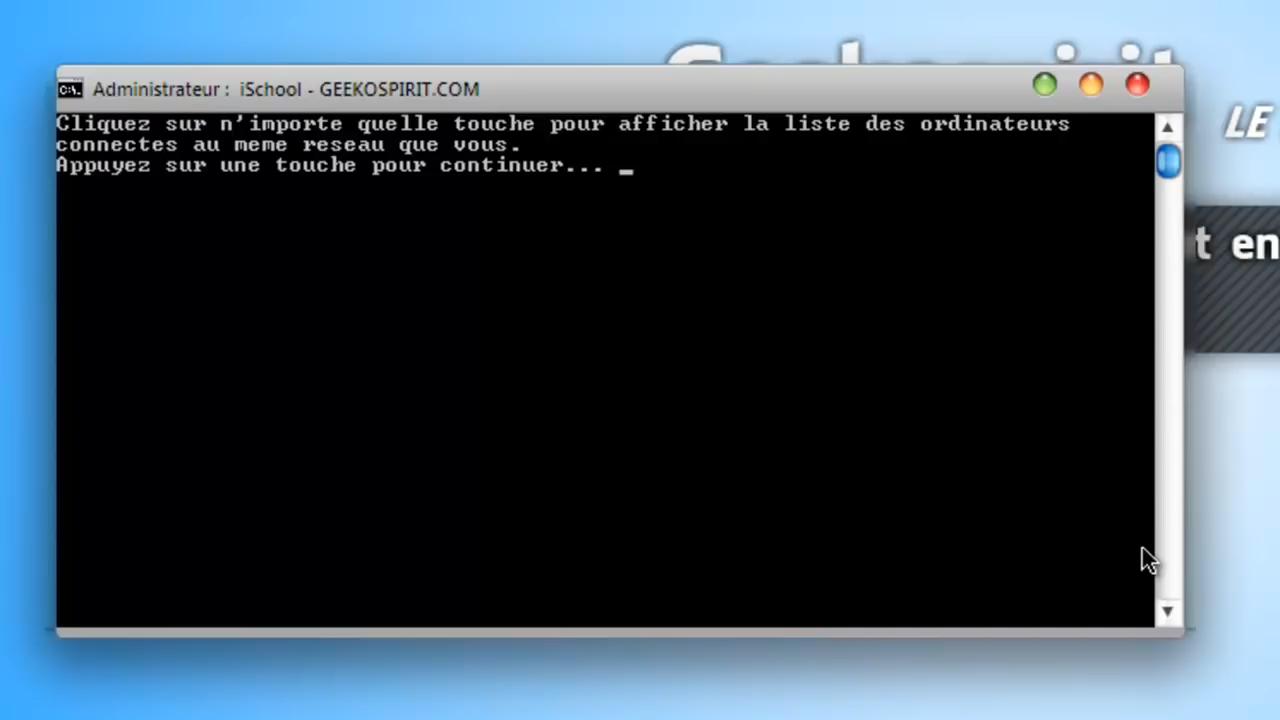 Administrateur : iSchool - GEEKOSPIRIT.COM
LE
Cliquez sur n'importe quelle touche pour afficher la liste des ordinateurs
connectes au meme reseau que vous.
Appuyez sur une touche pour continuer... _
t en